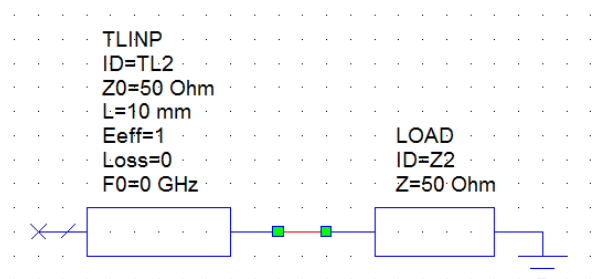 TLINP
ID=TL2
Z0=50 Ohm
L=10 mm
Eeff=1
Loss=0
F0=0 GHz
LOAD
ID=Z2
Z=50 Ohm